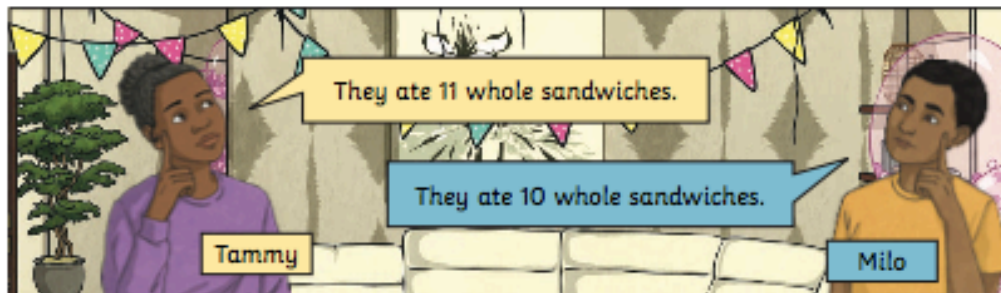 They ate 11 whole sandwiches.
They ate 10 whole sandwiches.
Tammy
Milo